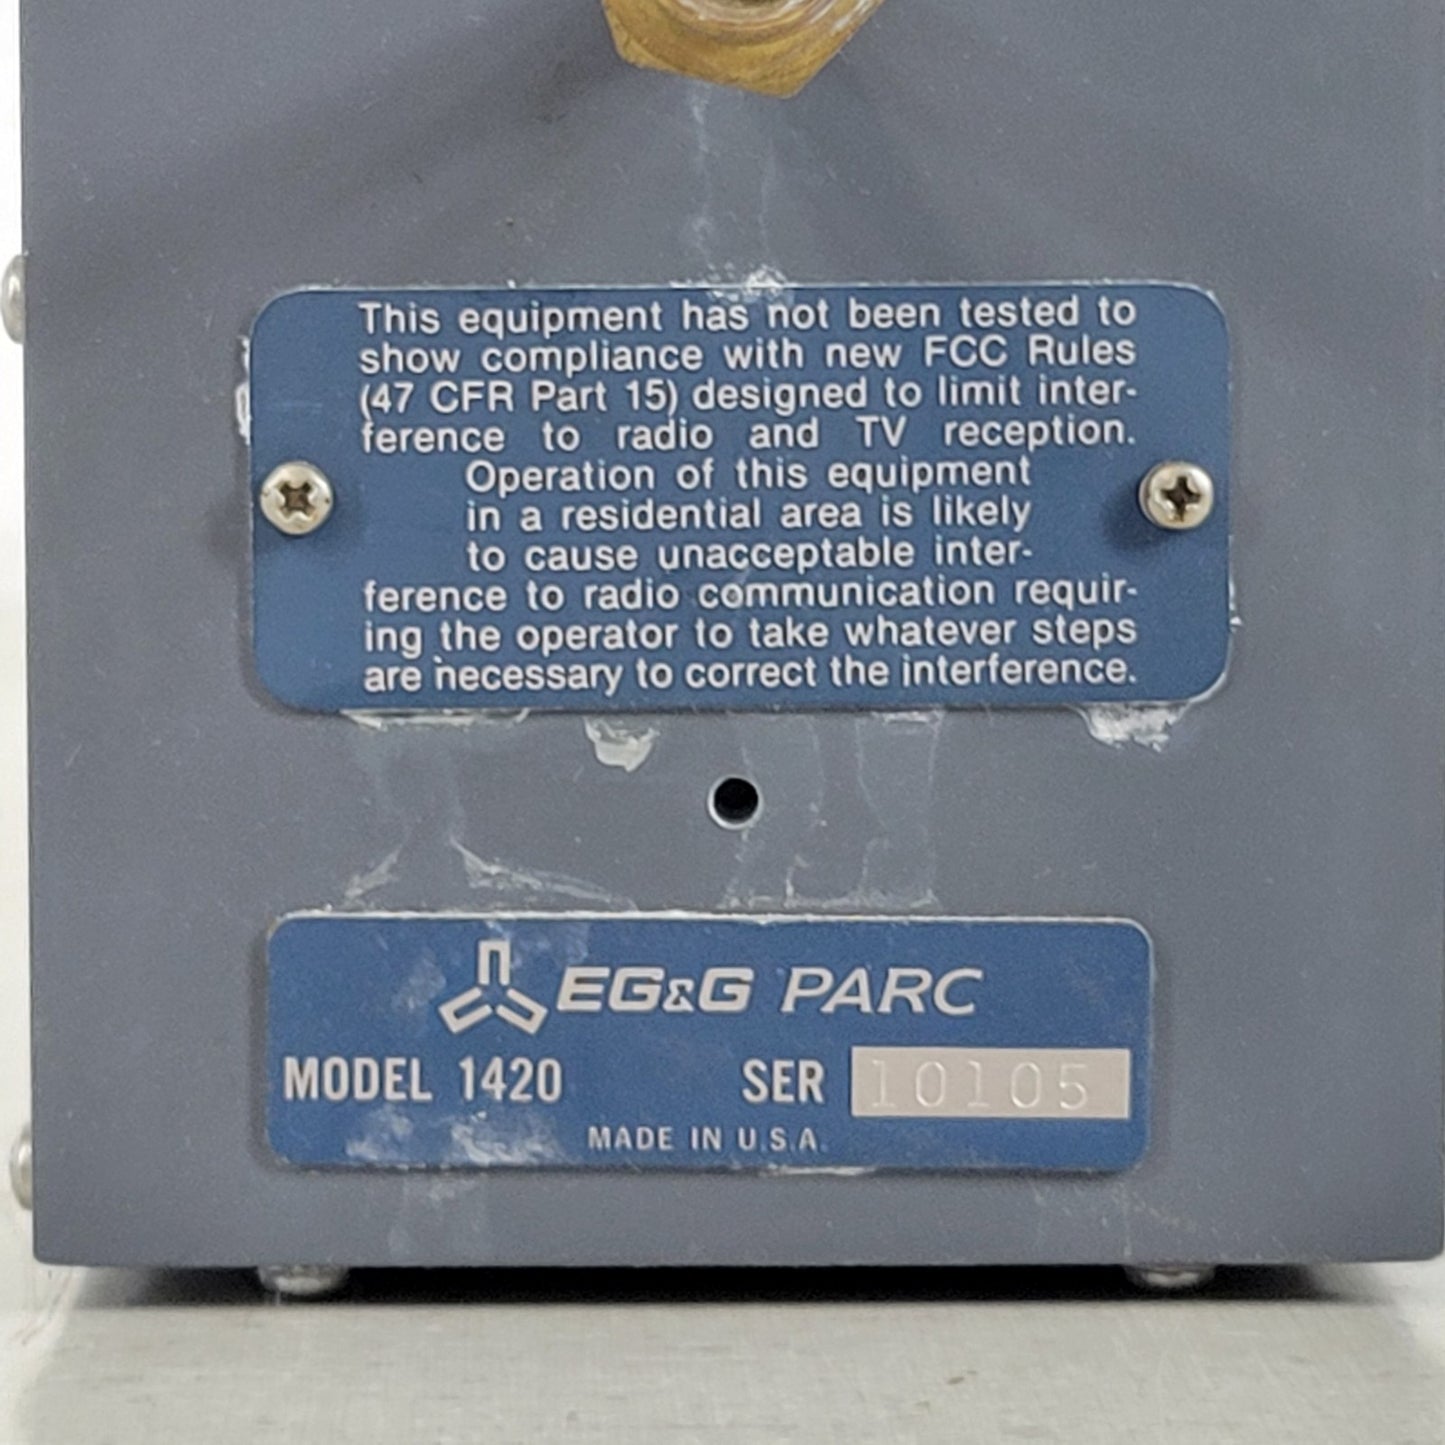 This equipment has not been tested to
show compliance with new FCC Rules
(47 CFR Part 15) designed to limit inter-
ference to radio and TV reception.
Operation of this equipment
in a residential area is likely
to cause unacceptable inter-
ference to radio communication requir-
ing the operator to take whatever steps
are necessary to correct the interference.
EG&G PARC
MODEL 1420 SER 10105
MADE IN U.S.A.